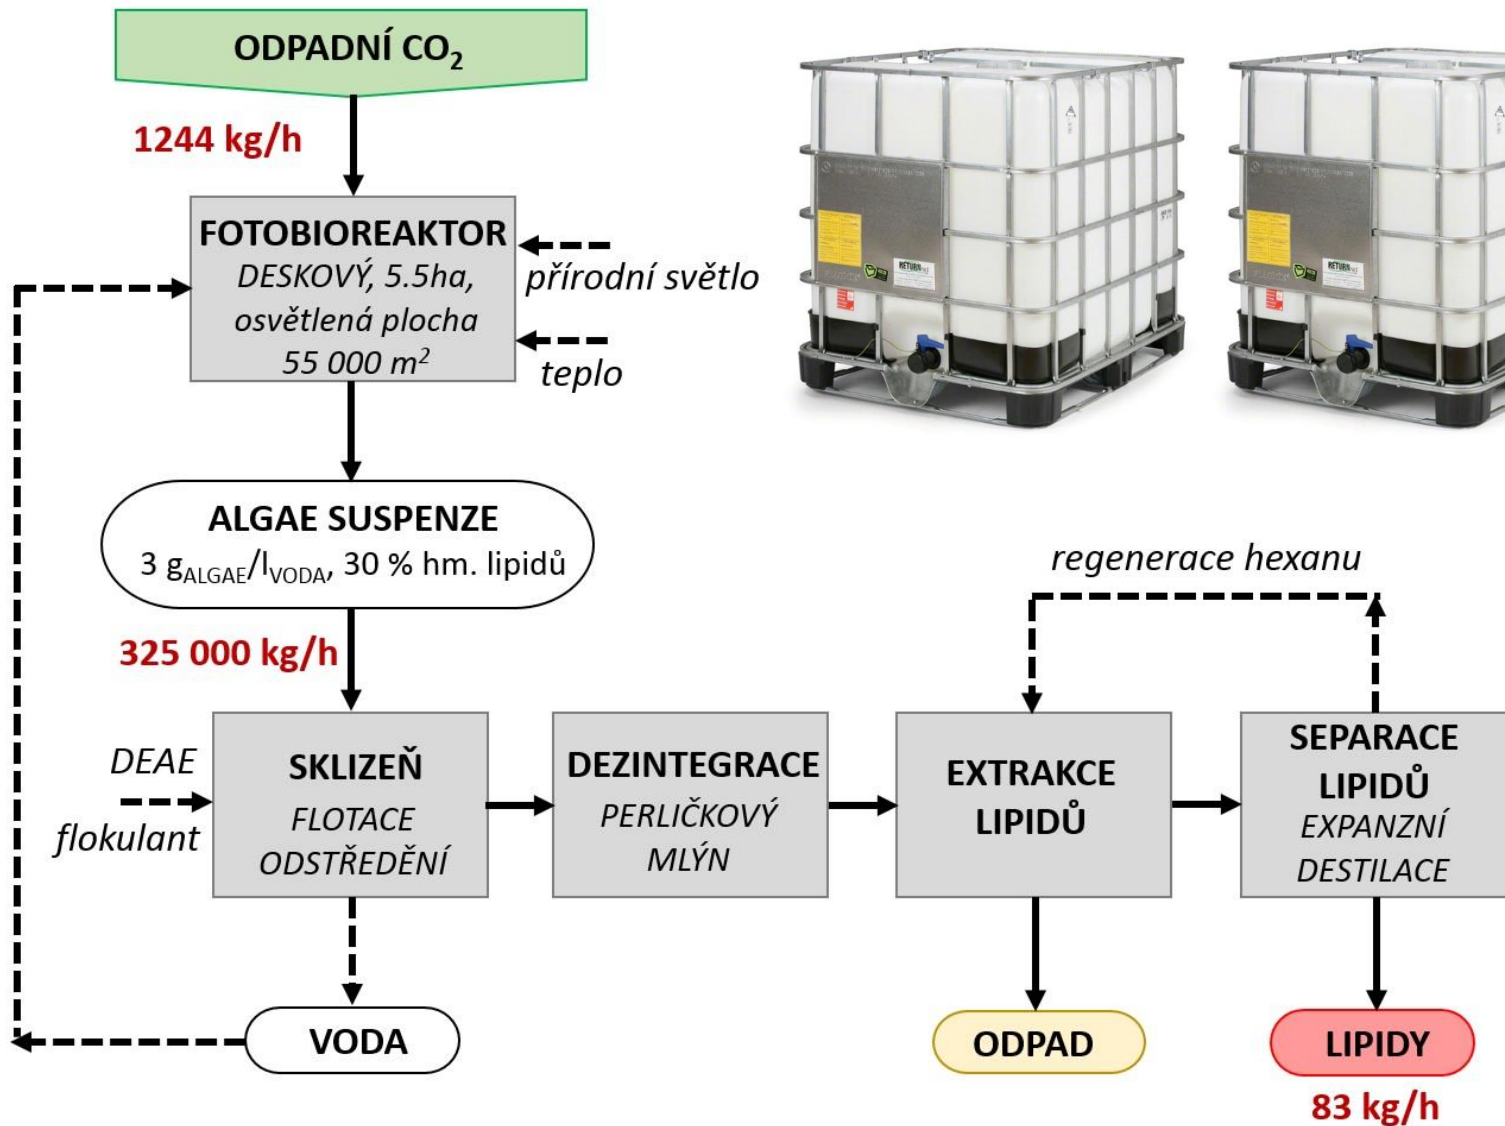 ODPADNÍ CO₂
1244 kg/h
FOTOBIOREAKTOR
DESKOVÝ, 5.5ha,
osvětlená plocha
55 000 m²
přírodní světlo
teplo
ALGAE SUSPENZE
3 g_ALGAE/l_VODA, 30 % hm. lipidů
325 000 kg/h
regenerace hexanu
DEAE
flokulant
SKLIZEŇ
FLOTACE
ODSTŘEDĚNÍ
DEZINTEGRACE
PERLIČKOVÝ
MLÝN
EXTRAKCE
LIPIDŮ
SEPARACE
LIPIDŮ
EXPANZNÍ
DESTILACE
VODA
ODPAD
LIPIDY
83 kg/h